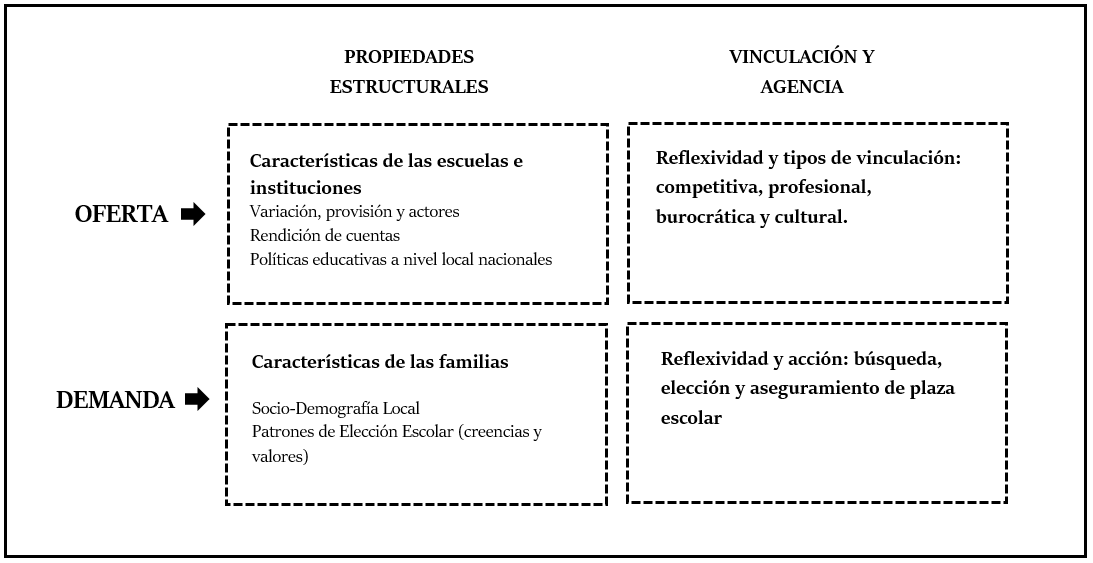 PROPIEDADES
ESTRUCTURALES
VINCULACIÓN Y
AGENCIA
OFERTA
Características de las escuelas e
instituciones
Variación, provisión y actores
Rendición de cuentas
Políticas educativas a nivel local nacionales
Reflexividad y tipos de vinculación:
competitiva, profesional,
burocrática y cultural.
DEMANDA
Características de las familias
Socio-Demografía Local
Patrones de Elección Escolar (creencias y
valores)
Reflexividad y acción: búsqueda,
elección y aseguramiento de plaza
escolar